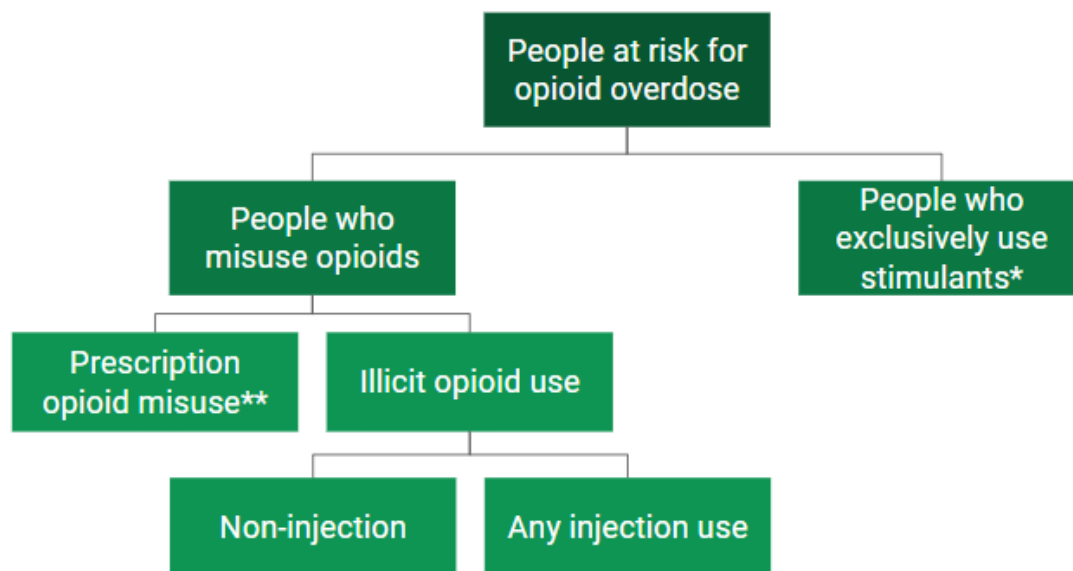 People at risk for
opioid overdose
People who
misuse opioids
People who
exclusively use
stimulants*
Prescription
opioid misuse**
Illicit opioid use
Non-injection
Any injection use